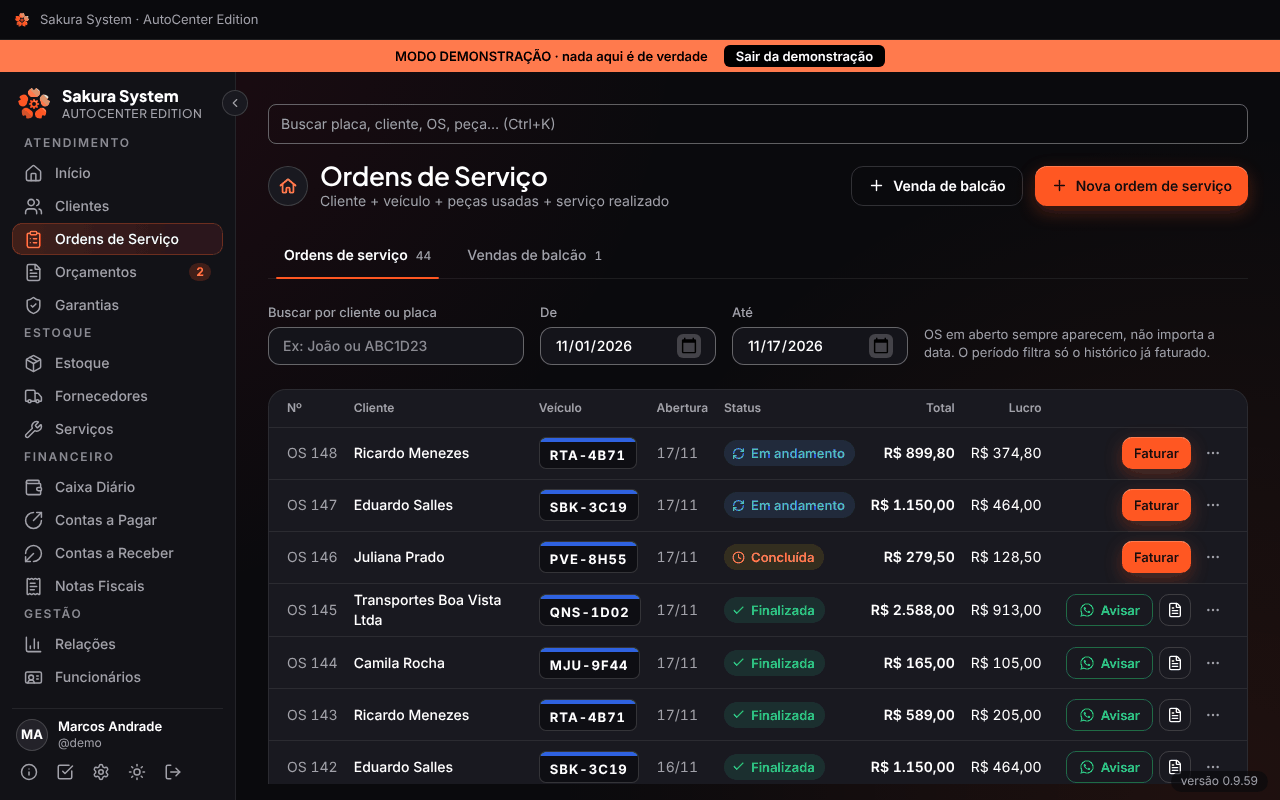 Sakura System · AutoCenter Edition
MODO DEMONSTRAÇÃO · nada aqui é de verdade
Sair da demonstração
Sakura System
AUTOCENTER EDITION
ATENDIMENTO
Início
Clientes
Ordens de Serviço
Orçamentos 2
Garantias
ESTOQUE
Estoque
Fornecedores
Serviços
FINANCEIRO
Caixa Diário
Contas a Pagar
Contas a Receber
Notas Fiscais
GESTÃO
Relações
Funcionários
MA
Marcos Andrade
@demo
Buscar placa, cliente, OS, peça... (Ctrl+K)
Ordens de Serviço
Cliente + veículo + peças usadas + serviço realizado
+ Venda de balcão
+ Nova ordem de serviço
Ordens de serviço 44
Vendas de balcão 1
Buscar por cliente ou placa
Ex: João ou ABC1D23
De
11/01/2026
Até
11/17/2026
OS em aberto sempre aparecem, não importa a
data. O período filtra só o histórico já faturado.
Nº Cliente Veículo Abertura Status Total Lucro
OS 148 Ricardo Menezes RTA-4B71 17/11 Em andamento R$ 899,80 R$ 374,80 Faturar ...
OS 147 Eduardo Salles SBK-3C19 17/11 Em andamento R$ 1.150,00 R$ 464,00 Faturar ...
OS 146 Juliana Prado PVE-8H55 17/11 Concluída R$ 279,50 R$ 128,50 Faturar ...
OS 145 Transportes Boa Vista
Ltda QNS-1D02 17/11 Finalizada R$ 2.588,00 R$ 913,00 Avisar ...
OS 144 Camila Rocha MJU-9F44 17/11 Finalizada R$ 165,00 R$ 105,00 Avisar ...
OS 143 Ricardo Menezes RTA-4B71 17/11 Finalizada R$ 589,00 R$ 205,00 Avisar ...
OS 142 Eduardo Salles SBK-3C19 16/11 Finalizada R$ 1.150,00 R$ 464,00 Avisar ...
versão 0.9.59